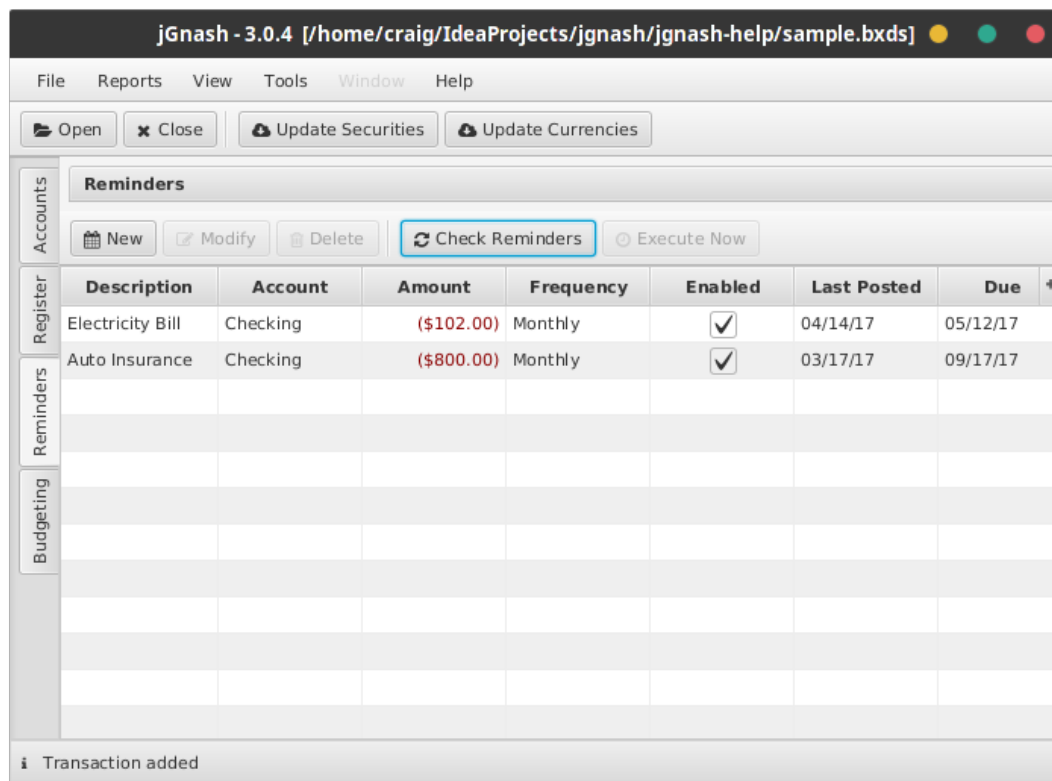 jGnash - 3.0.4 [/home/craig/IdeaProjects/jgnash/jgnash-help/sample.bxds]
File Reports View Tools Window Help
Open Close Update Securities Update Currencies
Accounts
Register
Reminders
Budgeting
Reminders
New Modify Delete Check Reminders Execute Now
Description Account Amount Frequency Enabled Last Posted Due
Electricity Bill Checking ($102.00) Monthly 04/14/17 05/12/17
Auto Insurance Checking ($800.00) Monthly 03/17/17 09/17/17
Transaction added